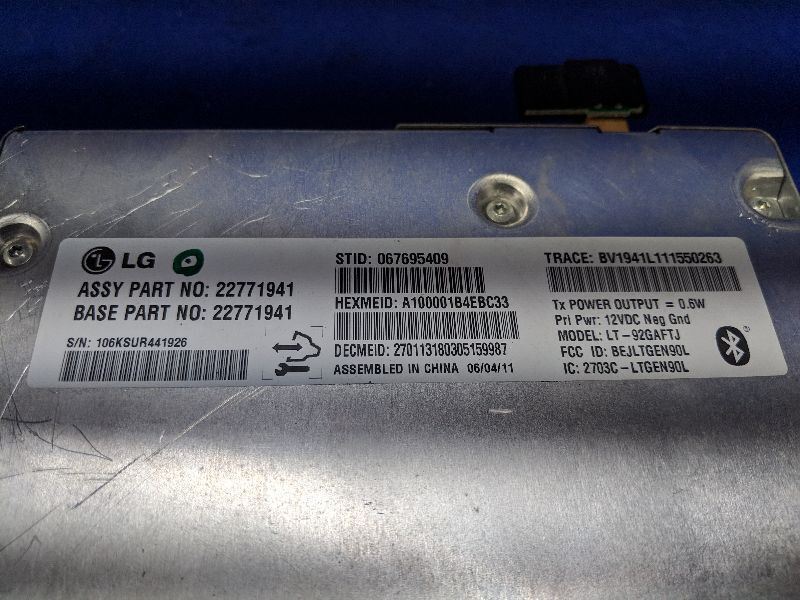 LG
ASSY PART NO: 22771941
BASE PART NO: 22771941
S/N: 106KSUR441926
STID: 067695409
HEXMEID: A100001B4EBC33
DECMEID: 270113180305159987
ASSEMBLED IN CHINA 06/04/11
TRACE: BV1941L111550263
Tx POWER OUTPUT = 0.6W
Pri Pwr: 12VDC Neg Gnd
MODEL: LT-92GAFTJ
FCC ID: BEJLTGEN90L
IC: 2703C-LTGEN90L